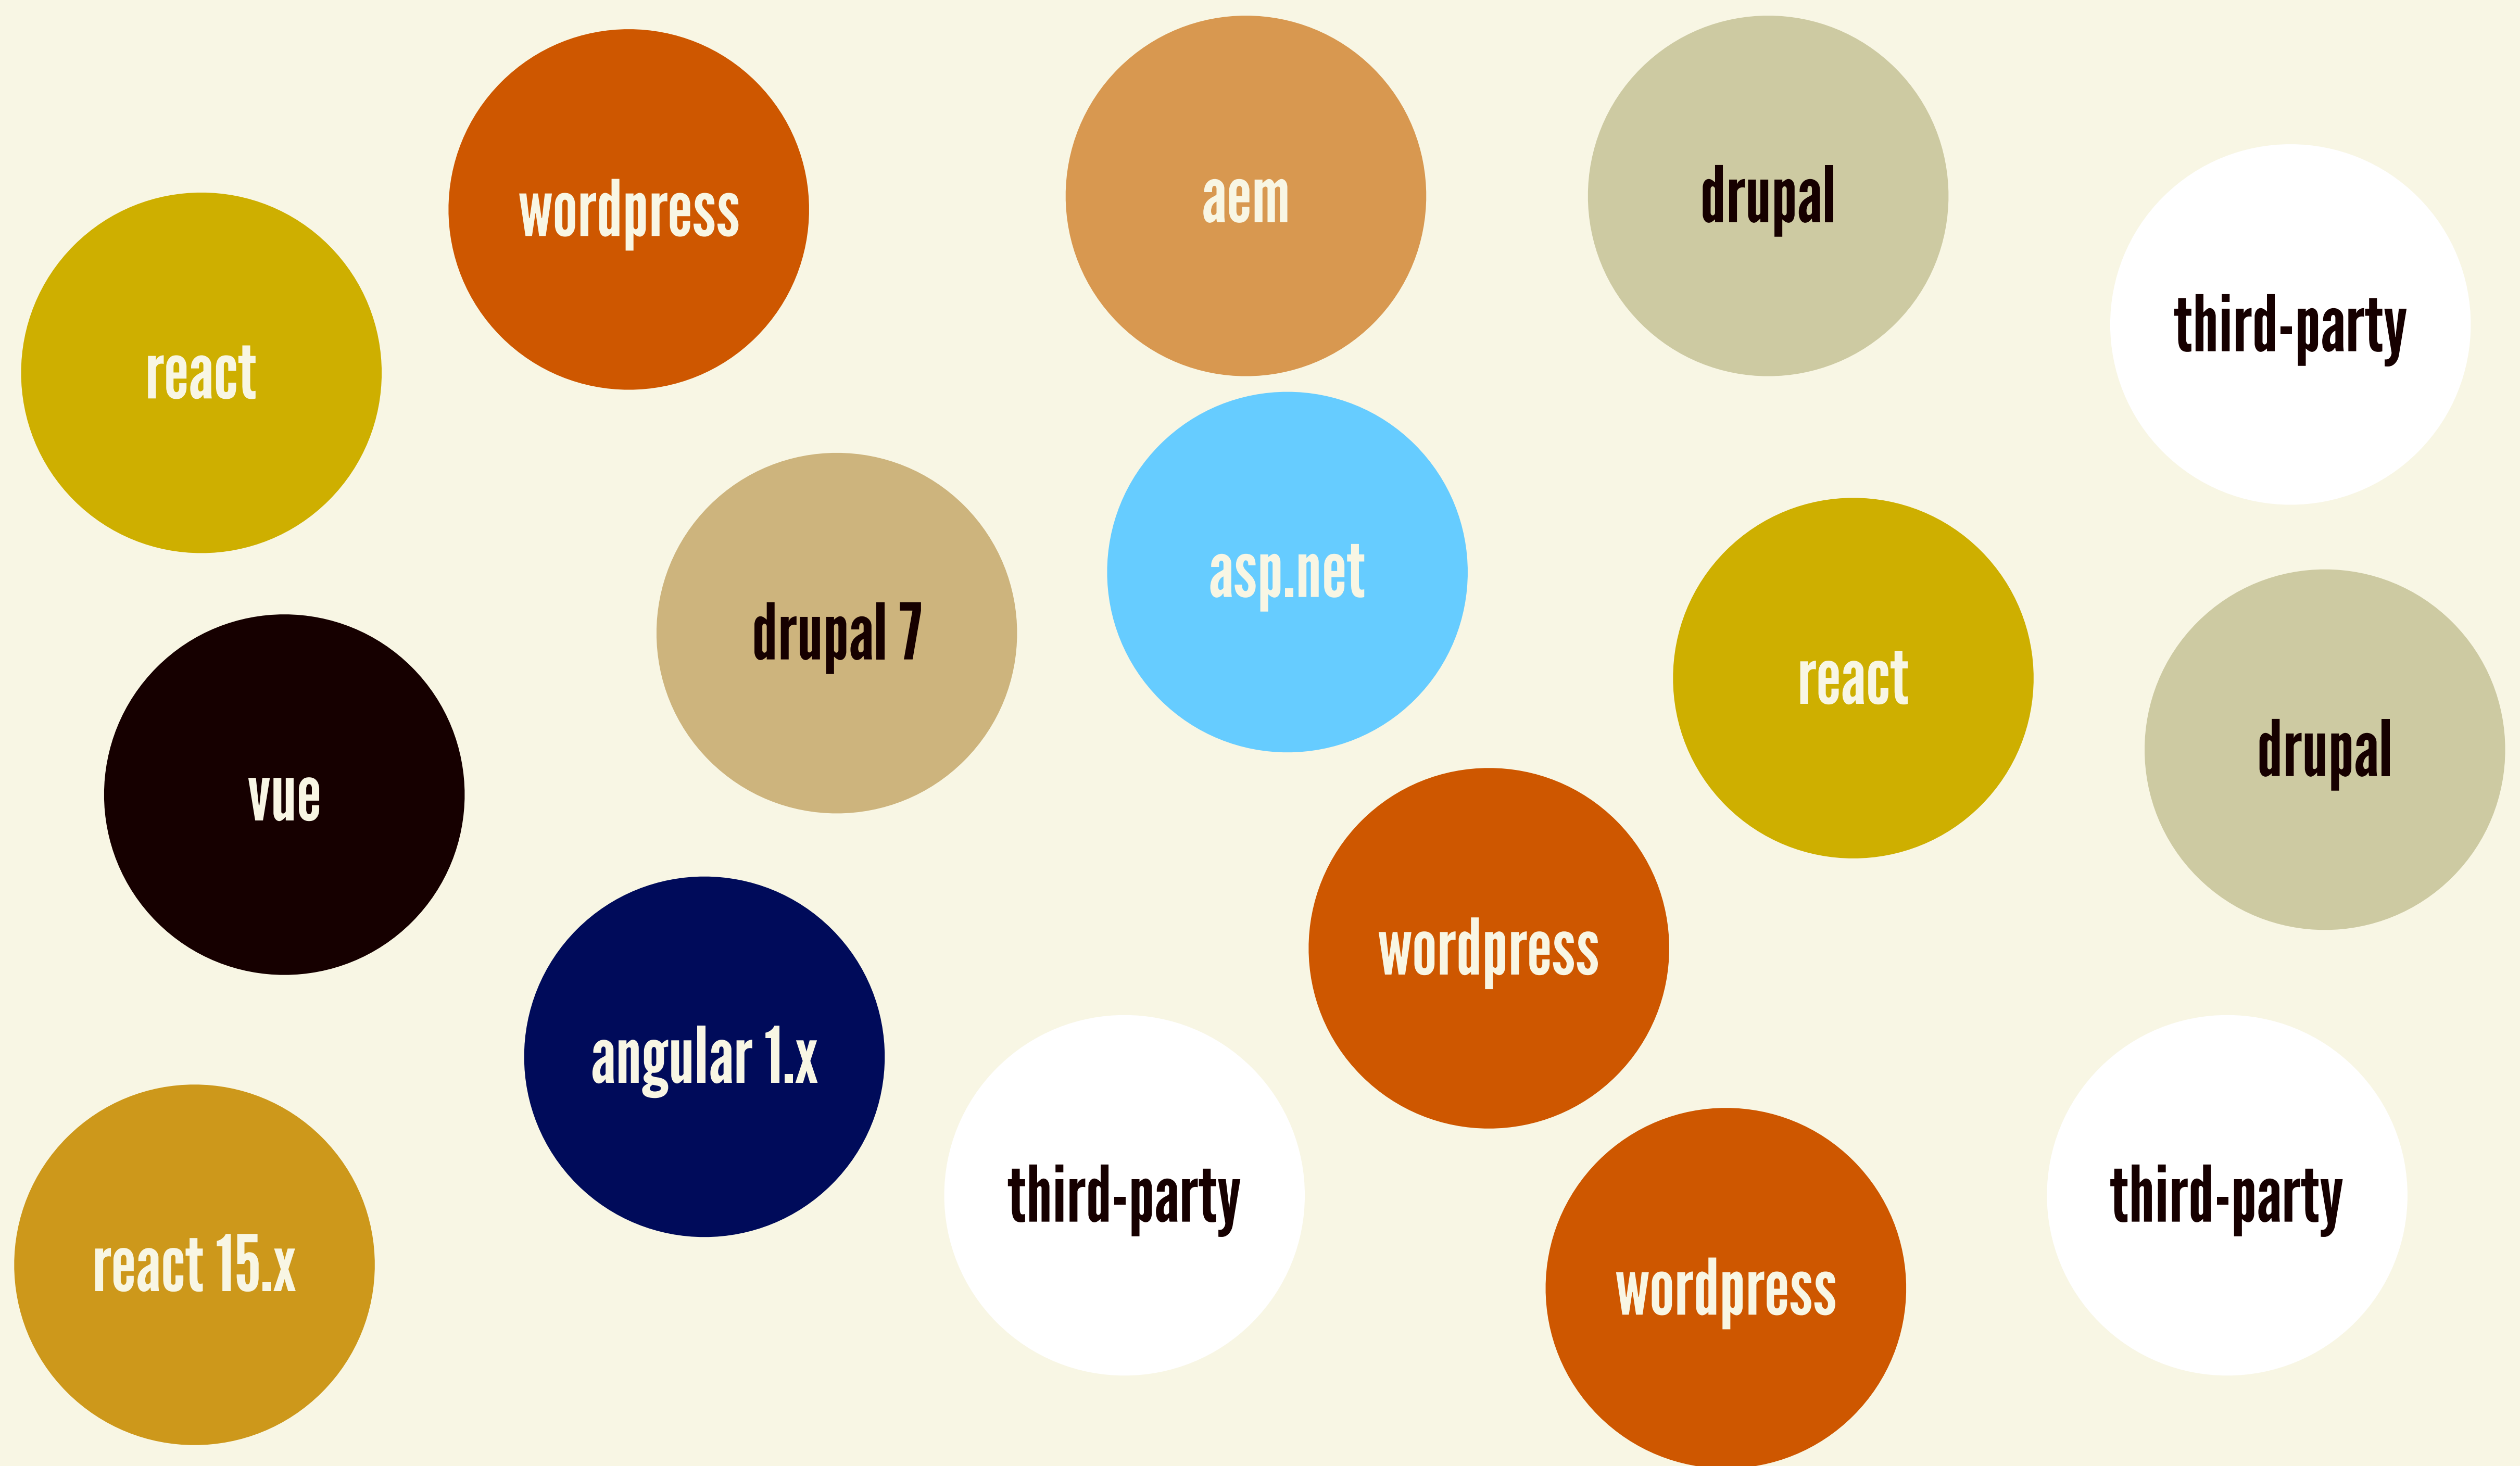 wordpress
aem
drupal
third-party
react
asp.net
drupal 7
react
drupal
vue
wordpress
angular 1.x
third-party
third-party
react 15.x
wordpress